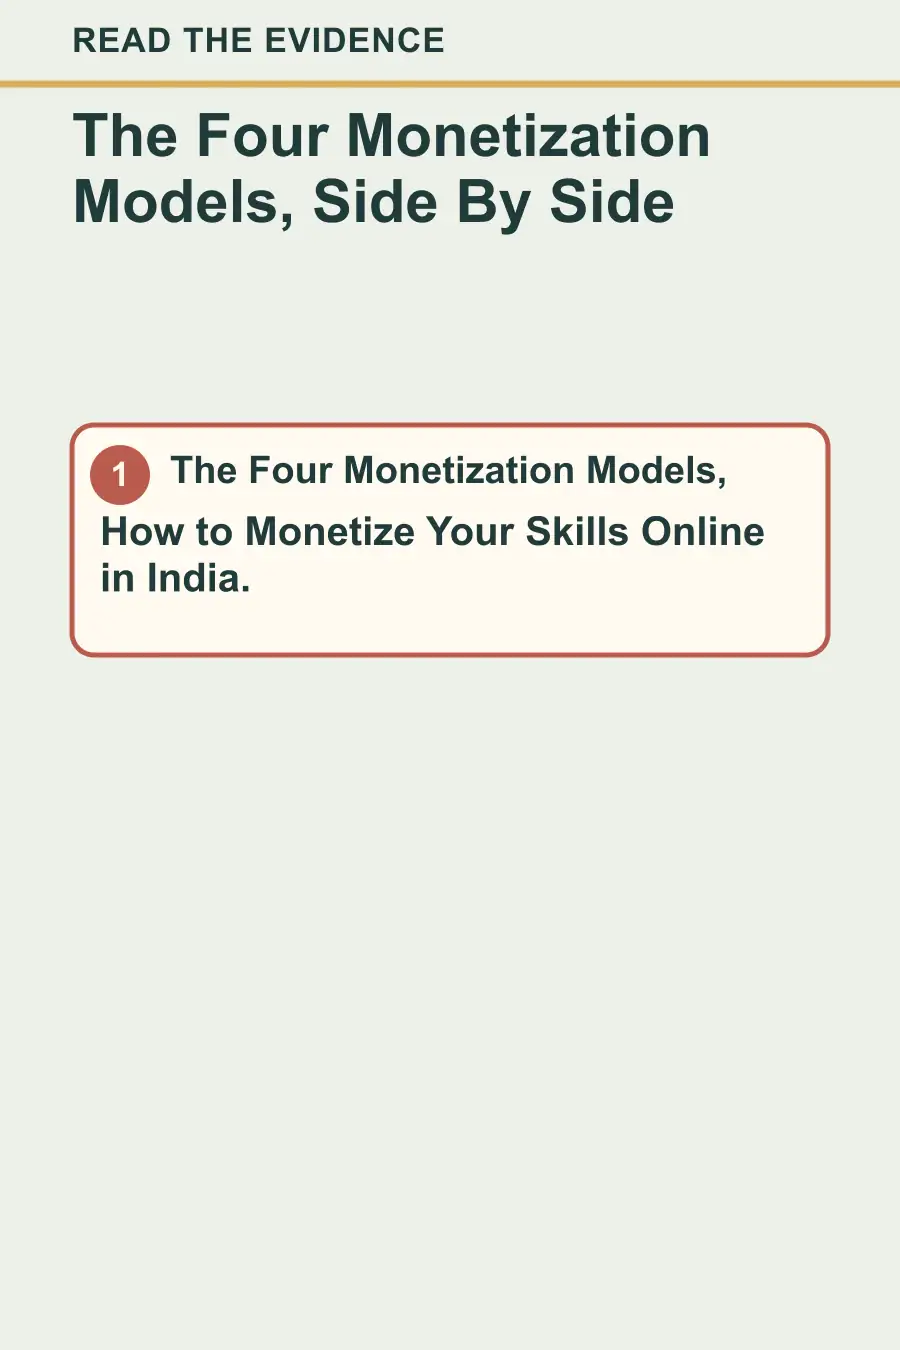 READ THE EVIDENCE
The Four Monetization
Models, Side By Side
1 The Four Monetization Models,
How to Monetize Your Skills Online
in India.